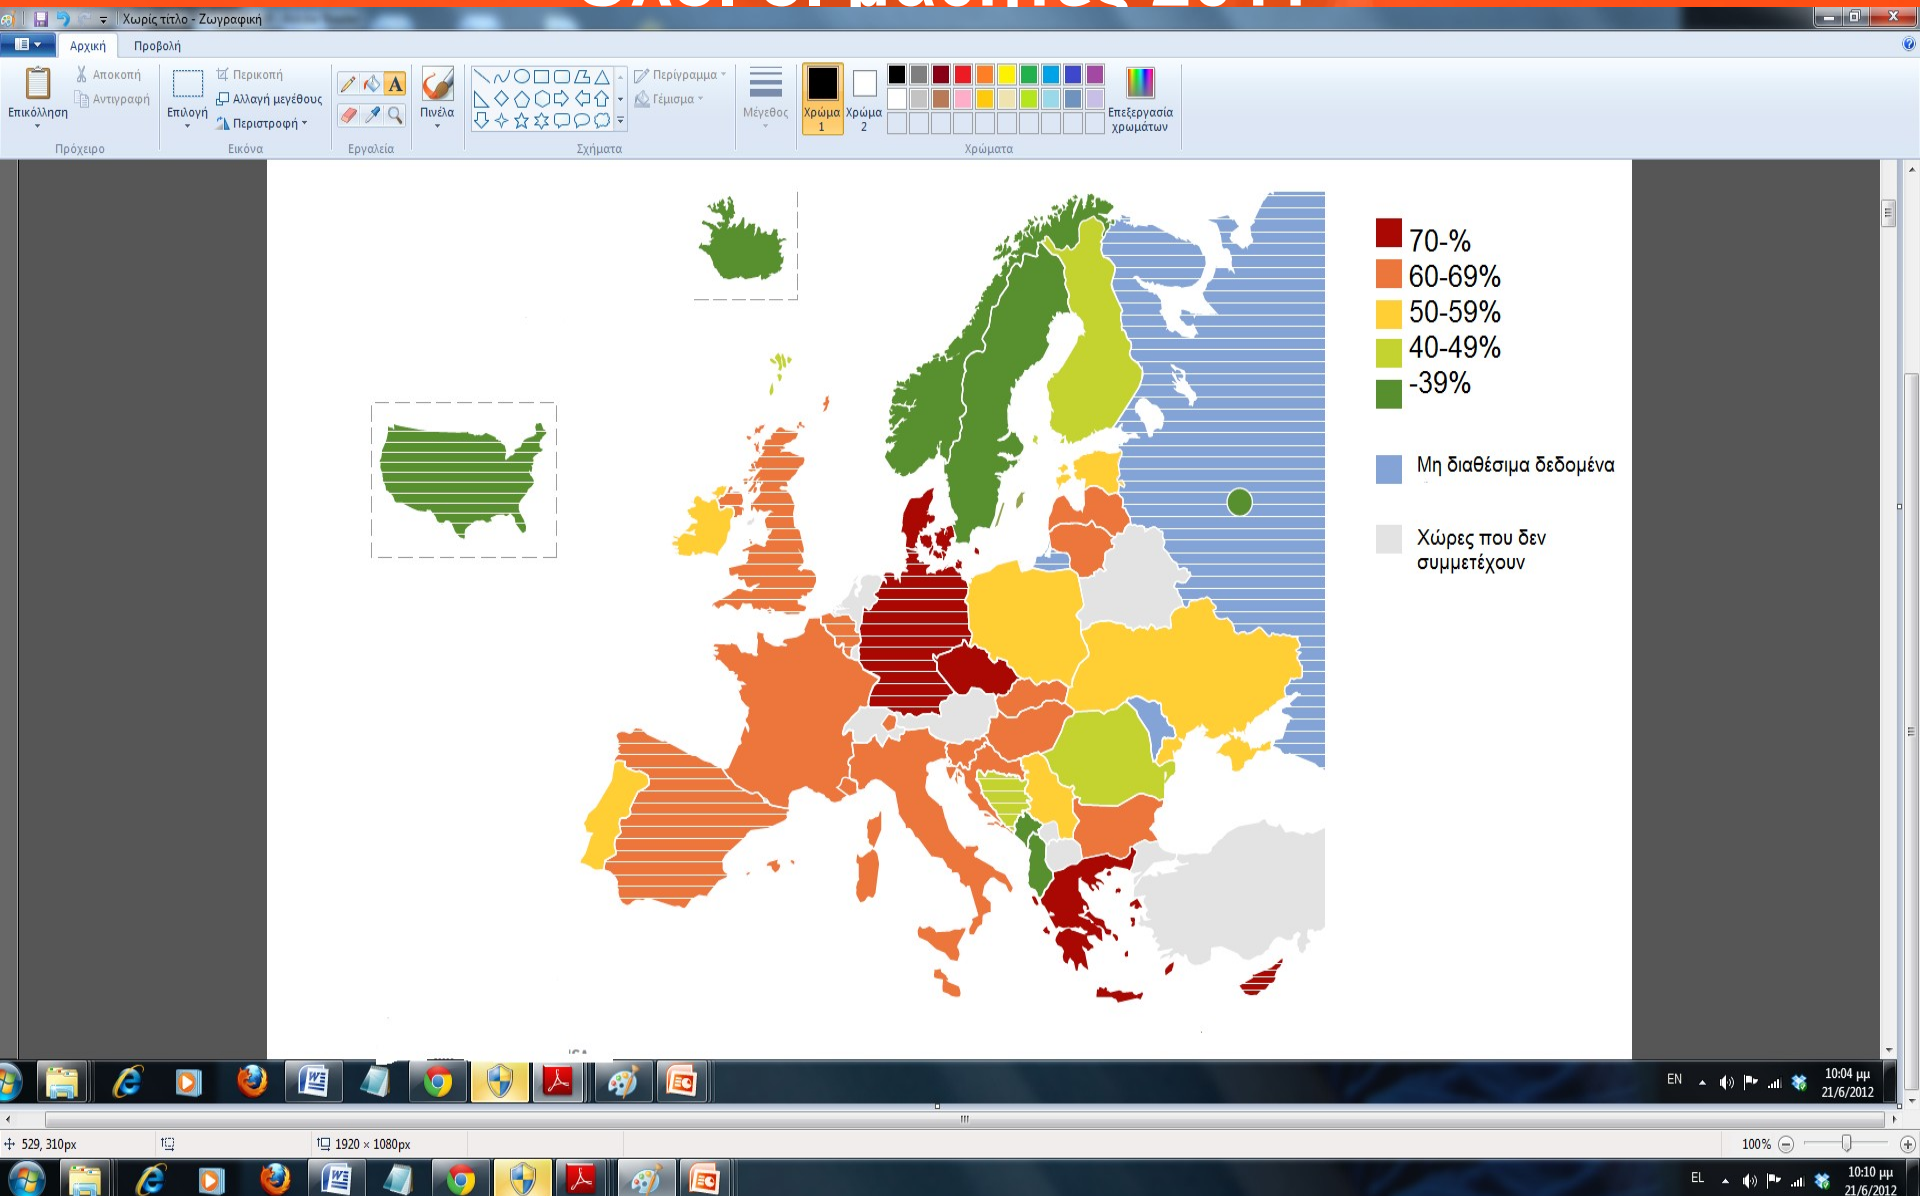 Χωρίς τίτλο - Ζωγραφική
Αρχική Προβολή
Επικόλληση
Αποκοπή
Αντιγραφή
Πρόχειρο
Επιλογή
Περικοπή
Αλλαγή μεγέθους
Περιστροφή
Εικόνα
A
Εργαλεία
Πινέλα
Περίγραμμα
Γέμισμα
Σχήματα
Μέγεθος
Χρώμα 1
Χρώμα 2
Επεξεργασία χρωμάτων
Χρώματα
70-%
60-69%
50-59%
40-49%
-39%
Μη διαθέσιμα δεδομένα
Χώρες που δεν
συμμετέχουν
EN
10:04 μμ
21/6/2012
529, 310px
1920 × 1080px
100%
EL
10:10 μμ
21/6/2012